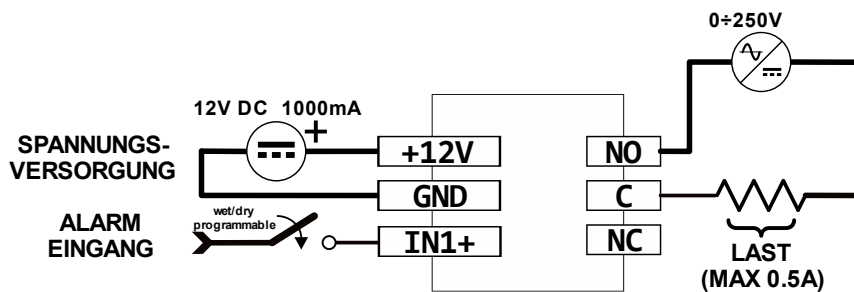 0÷250V
12V DC 1000mA
+
SPANNUNGS-
VERSORGUNG
+12V
NO
GND
C
ALARM
EINGANG
wet/dry
programmable
IN1+
NC
LAST
(MAX 0.5A)